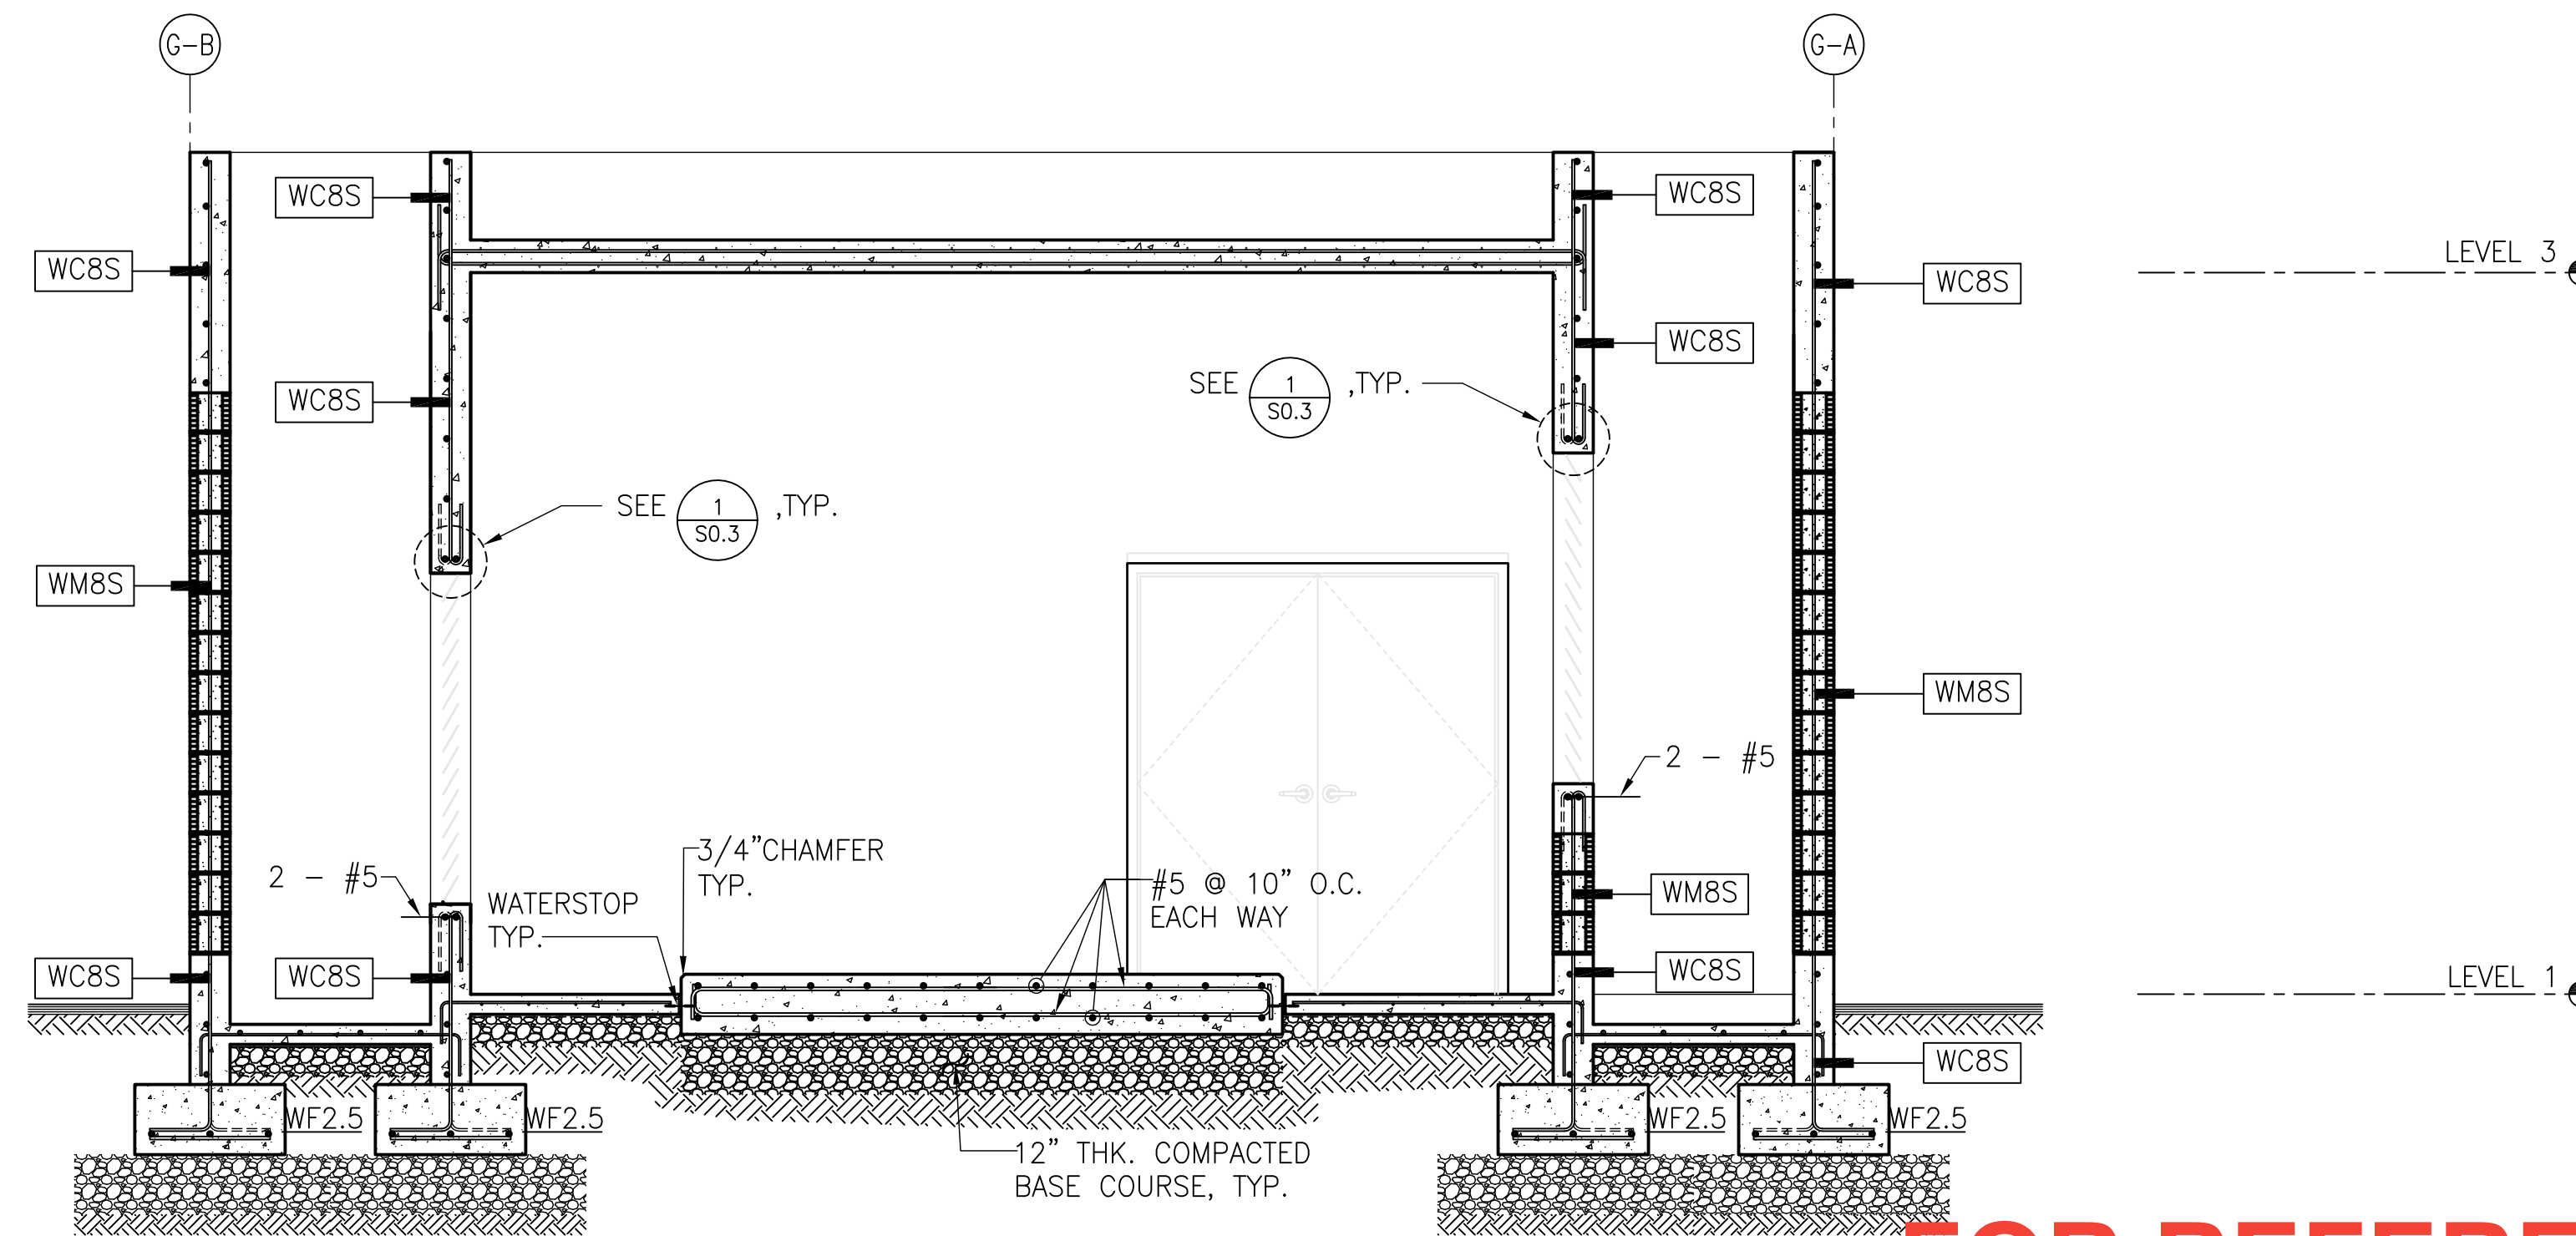 G-B
G-A
WC8S
WC8S
WC8S
LEVEL 3
WC8S
WC8S
WC8S
SEE 1 ,TYP.
S0.3
SEE 1 ,TYP.
S0.3
WM8S
WM8S
2 - #5
3/4" CHAMFER
TYP.
2 - #5
WATERSTOP
TYP.
#5 @ 10" O.C.
EACH WAY
WM8S
WC8S
WC8S
WC8S
LEVEL 1
WC8S
WF2.5
WF2.5
WF2.5
WF2.5
12" THK. COMPACTED
BASE COURSE, TYP.